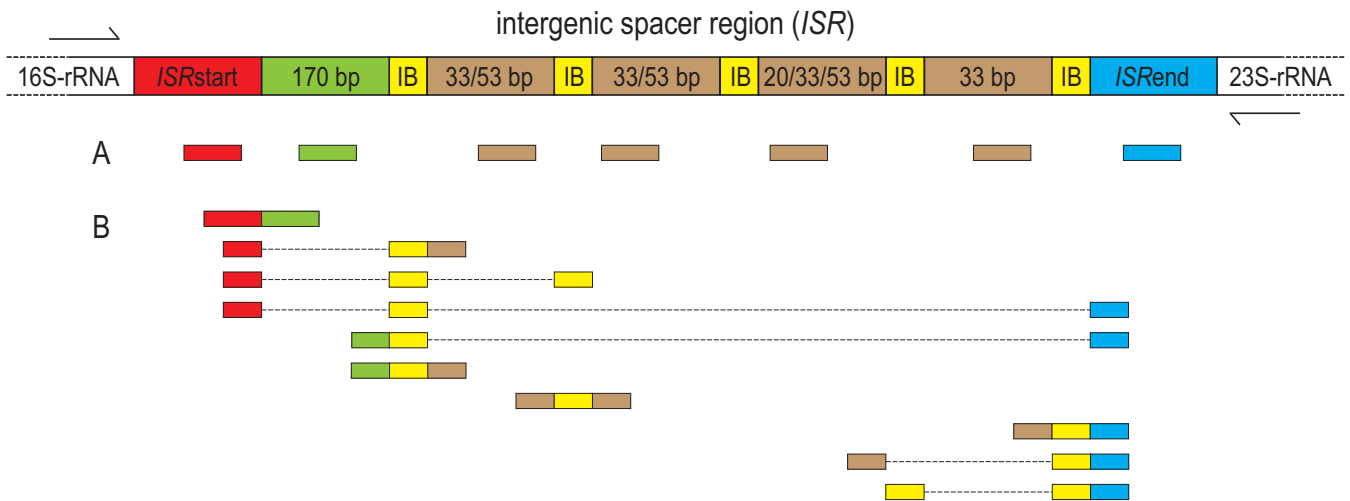 intergenic spacer region (ISR)
16S-rRNA ISRstart 170 bp IB 33/53 bp IB 33/53 bp IB 20/33/53 bp IB 33 bp IB ISRend 23S-rRNA
A
B